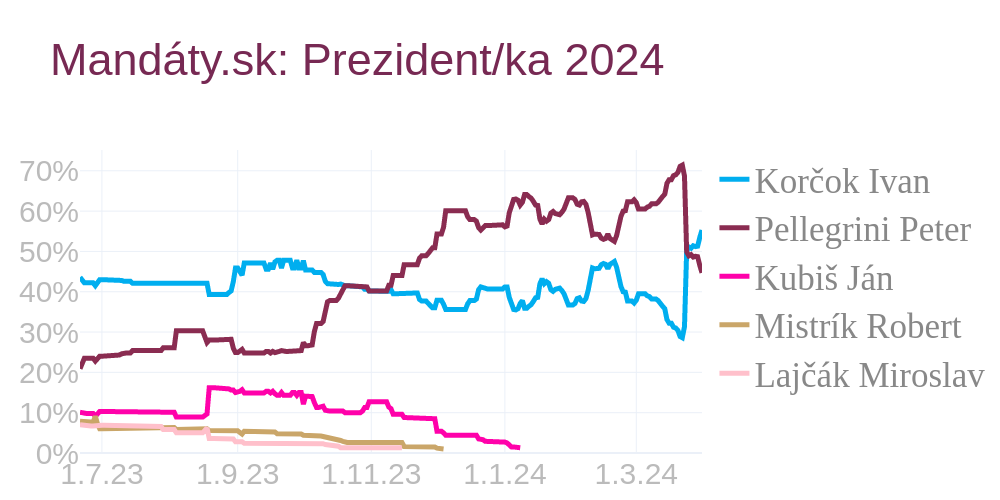 Mandáty.sk: Prezident/ka 2024
70%
60%
50%
40%
30%
20%
10%
0%
1.7.23 1.9.23 1.11.23 1.1.24 1.3.24
Korčok Ivan
Pellegrini Peter
Kubiš Ján
Mistrík Robert
Lajčák Miroslav